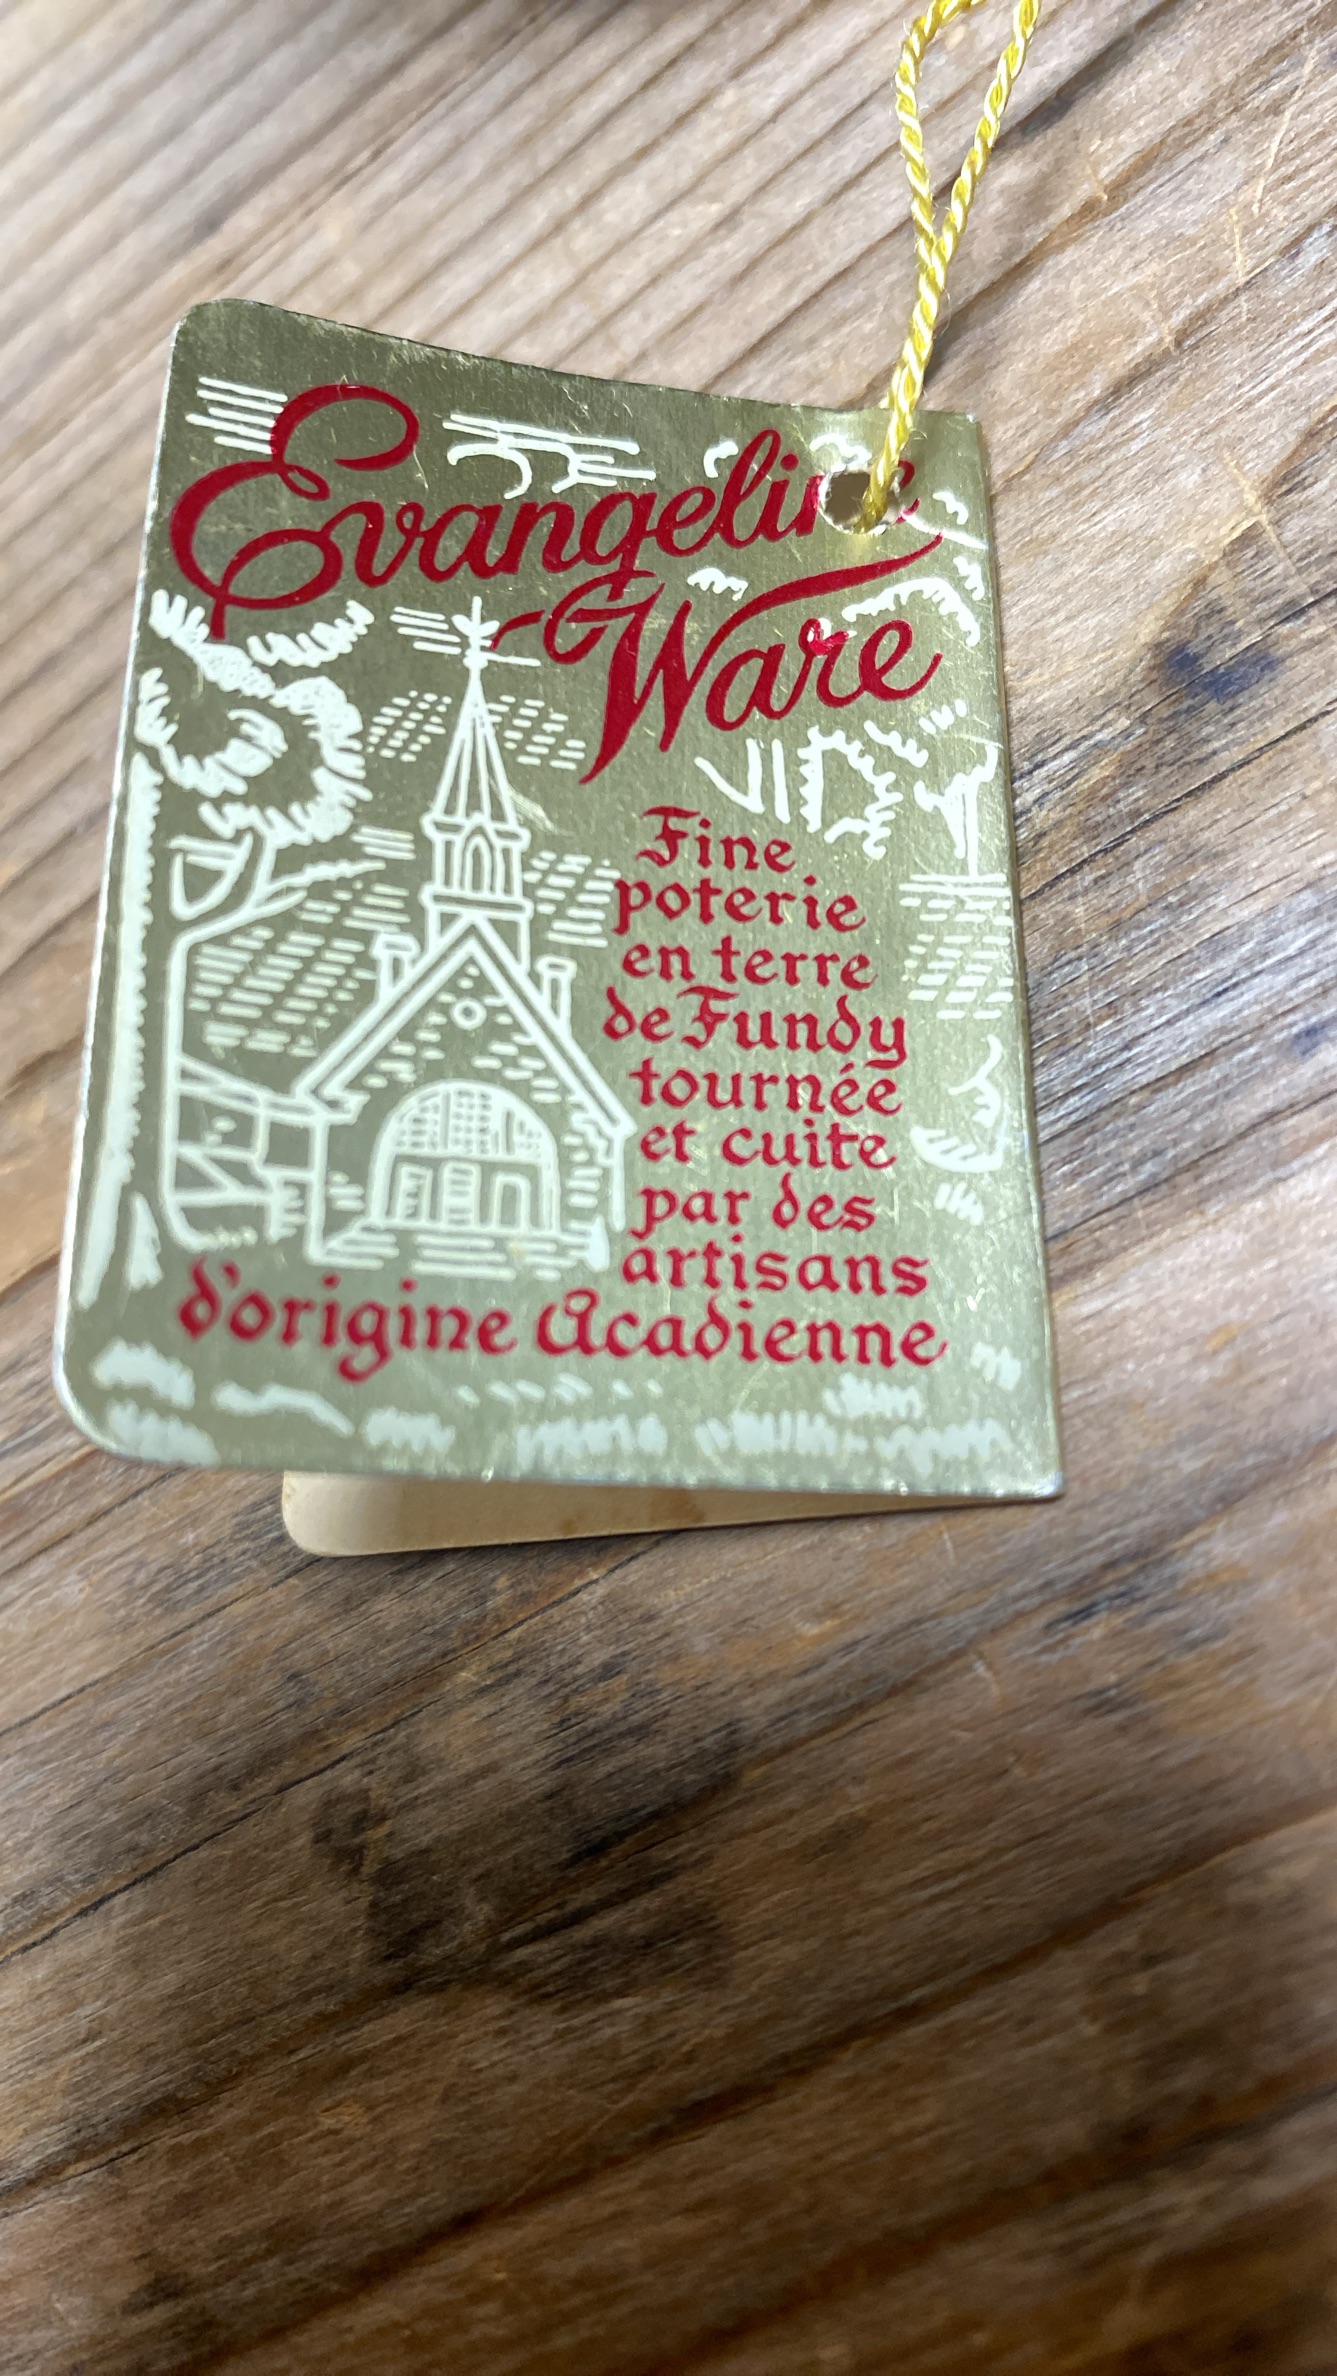 Evangeline
Ware
Fine
poterie
en terre
de Fundy
tournée
et cuite
par des
artisans
d'origine Acadienne